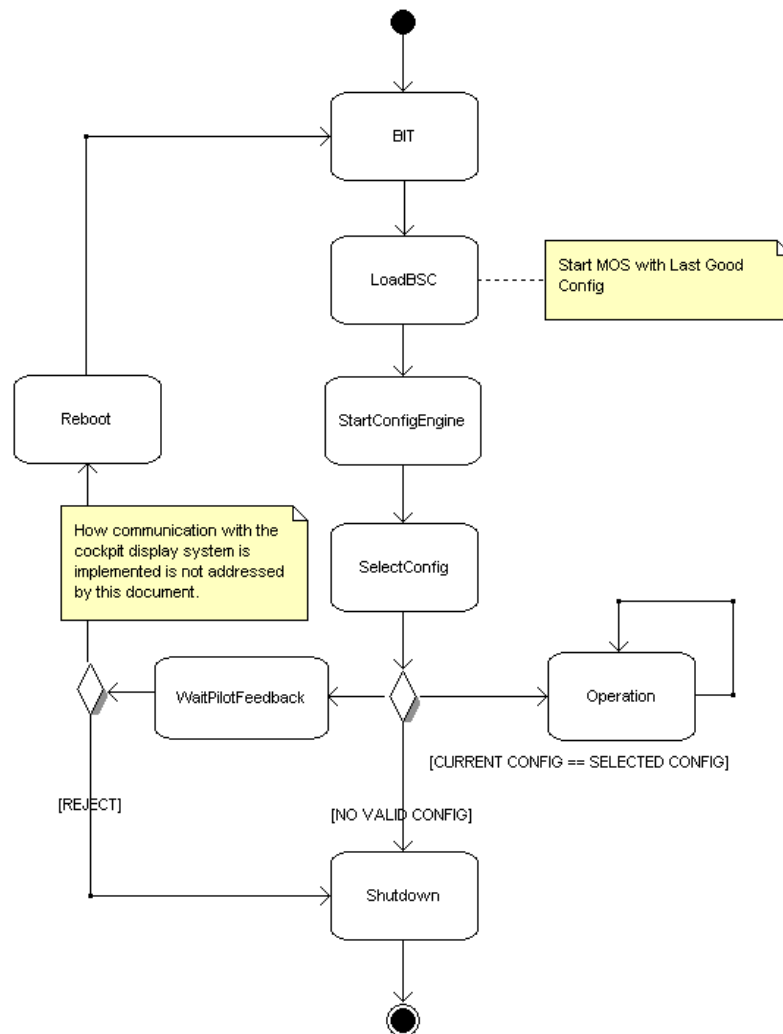 BIT
LoadBSC
Start MOS with Last Good
Config
StartConfigEngine
Reboot
How communication with the
cockpit display system is
implemented is not addressed
by this document.
SelectConfig
WaitPilotFeedback
Operation
[CURRENT CONFIG == SELECTED CONFIG]
[REJECT]
[NO VALID CONFIG]
Shutdown